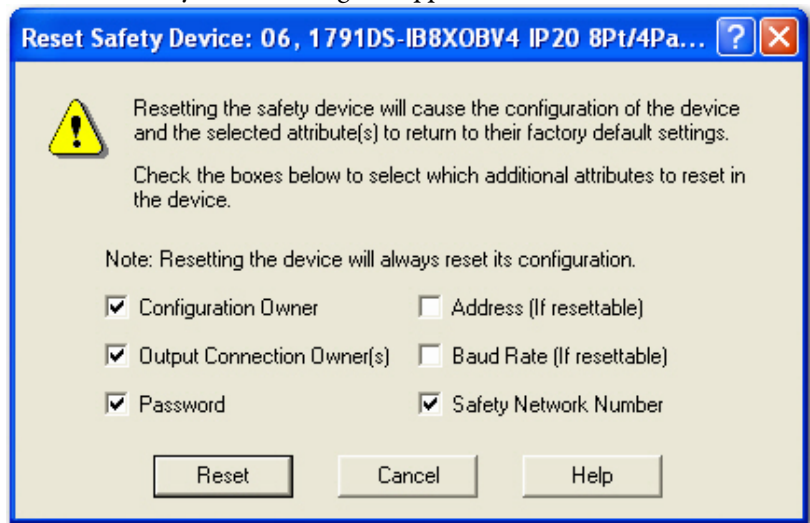 Reset Safety Device: 06, 1791DS-IB8XOBV4 IP20 8Pt/4Pa...
Resetting the safety device will cause the configuration of the device
and the selected attribute(s) to return to their factory default settings.
Check the boxes below to select which additional attributes to reset in
the device.
Note: Resetting the device will always reset its configuration.
Configuration Owner
Address (If resettable)
Output Connection Owner(s)
Baud Rate (If resettable)
Password
Safety Network Number
Reset
Cancel
Help